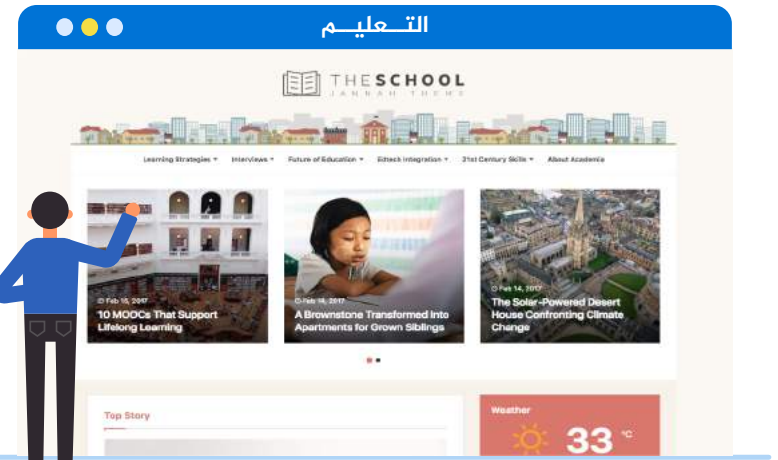 التــعليــم
THESCHOOL
JANNAH THEME
Learning Strategies
Interviews
Future of Education
Edtech Integration
21st Century Skills
About Academia
Feb 15, 2017
10 MOOCs That Support
Lifelong Learning
Feb 14, 2017
A Brownstone Transformed Into
Apartments for Grown Siblings
Feb 14, 2017
The Solar-Powered Desert
House Confronting Climate
Change
Top Story
Weather
33 °C